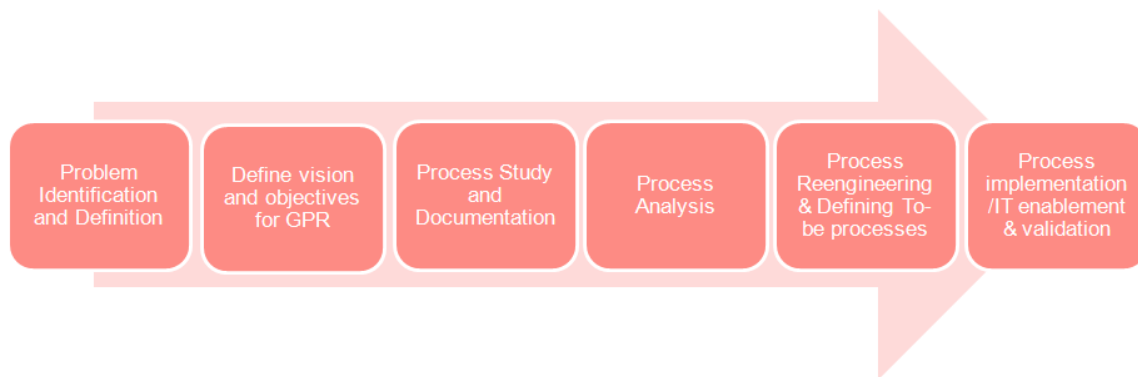 Problem
Identification
and Definition
Define vision
and objectives
for GPR
Process Study
and
Documentation
Process
Analysis
Process
Reengineering
& Defining To-
be processes
Process
implementation
/IT enablement
& validation